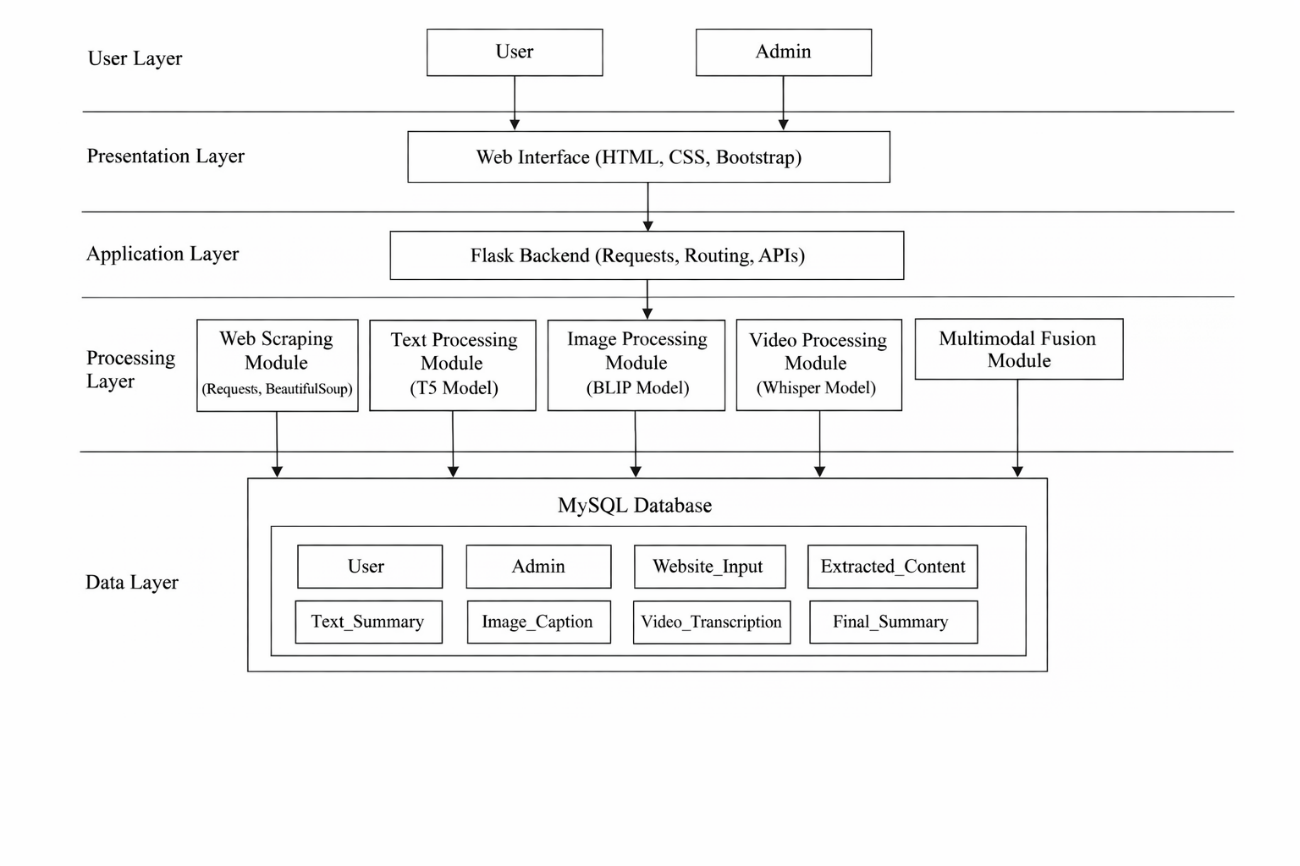 User Layer
User
Admin
Presentation Layer
Web Interface (HTML, CSS, Bootstrap)
Application Layer
Flask Backend (Requests, Routing, APIs)
Processing
Layer
Web Scraping
Module
(Requests, BeautifulSoup)
Text Processing
Module
(T5 Model)
Image Processing
Module
(BLIP Model)
Video Processing
Module
(Whisper Model)
Multimodal Fusion
Module
Data Layer
MySQL Database
User
Admin
Website_Input
Extracted_Content
Text_Summary
Image_Caption
Video_Transcription
Final_Summary